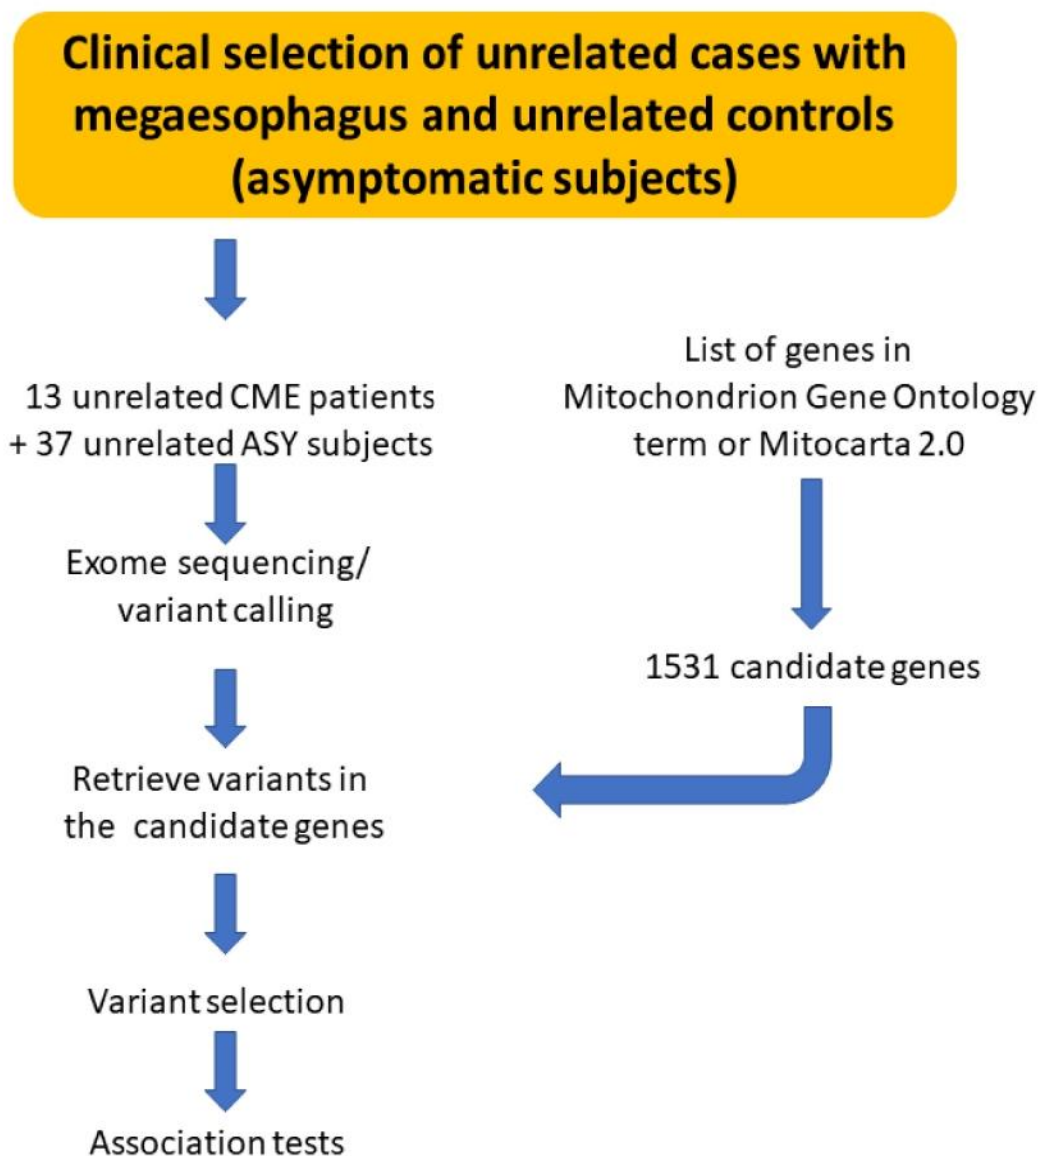 Clinical selection of unrelated cases with
megaesophagus and unrelated controls
(asymptomatic subjects)
13 unrelated CME patients
+ 37 unrelated ASY subjects
List of genes in
Mitochondrion Gene Ontology
term or Mitocarta 2.0
Exome sequencing/
variant calling
1531 candidate genes
Retrieve variants in
the candidate genes
Variant selection
Association tests